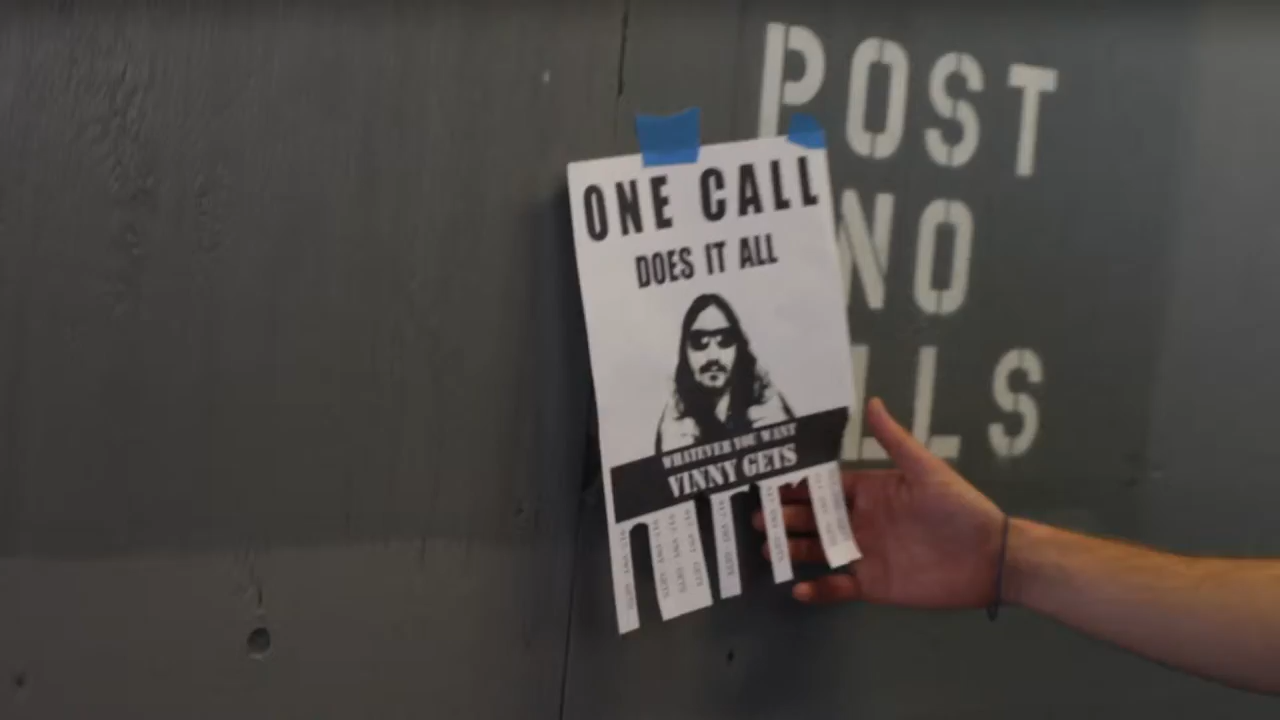 POST
NO
LLS
ONE CALL
DOES IT ALL
WHATEVER YOU WANT
VINNY GETS